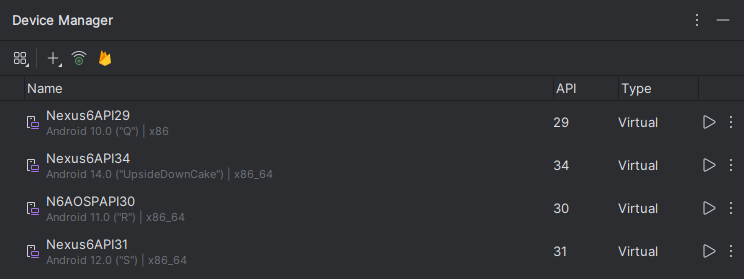 Device Manager
Name API Type
Nexus6API29
Android 10.0 ("Q") | x86
29 Virtual
Nexus6API34
Android 14.0 ("UpsideDownCake") | x86_64
34 Virtual
N6AOSPAPI30
Android 11.0 ("R") | x86_64
30 Virtual
Nexus6API31
Android 12.0 ("S") | x86_64
31 Virtual